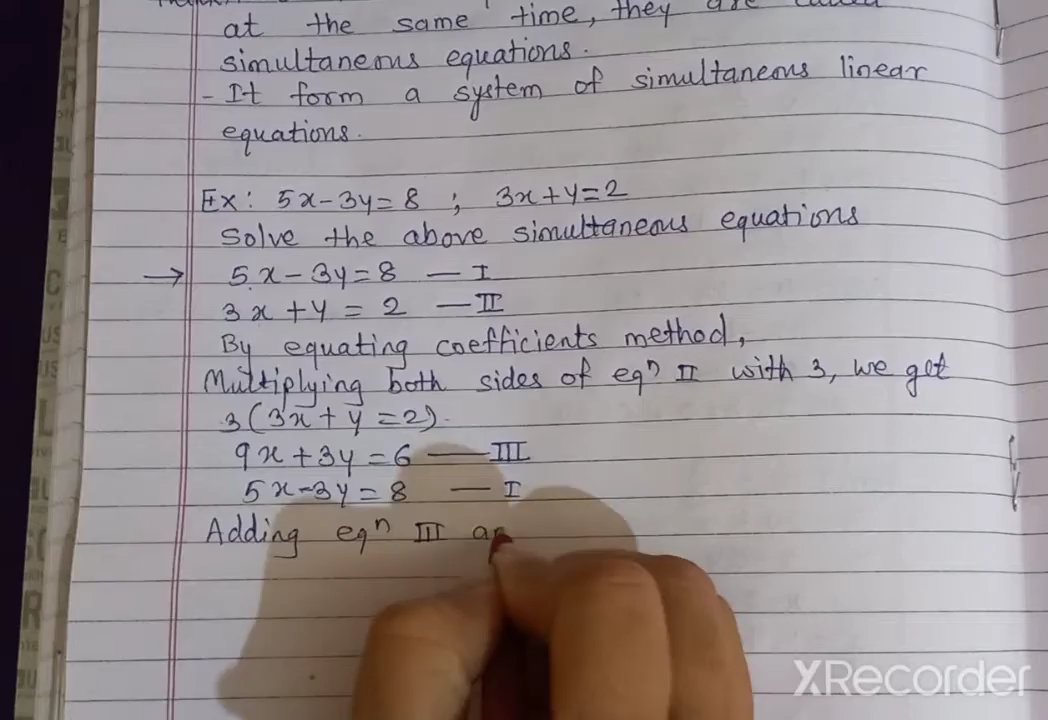 at the same time, they are
simultaneous equations.
- It form a system of simultaneous linear
equations.
Ex: 5x-3y=8 ; 3x+y=2
Solve the above simultaneous equations
→ 5x-3y=8 — I
3x+y=2 — II
By equating coefficients method,
Multiplying both sides of eqⁿ II with 3, we get
3(3x+y=2).
9x+3y=6 — III
5x-3y=8 — I
Adding eqⁿ III an
XRecorder